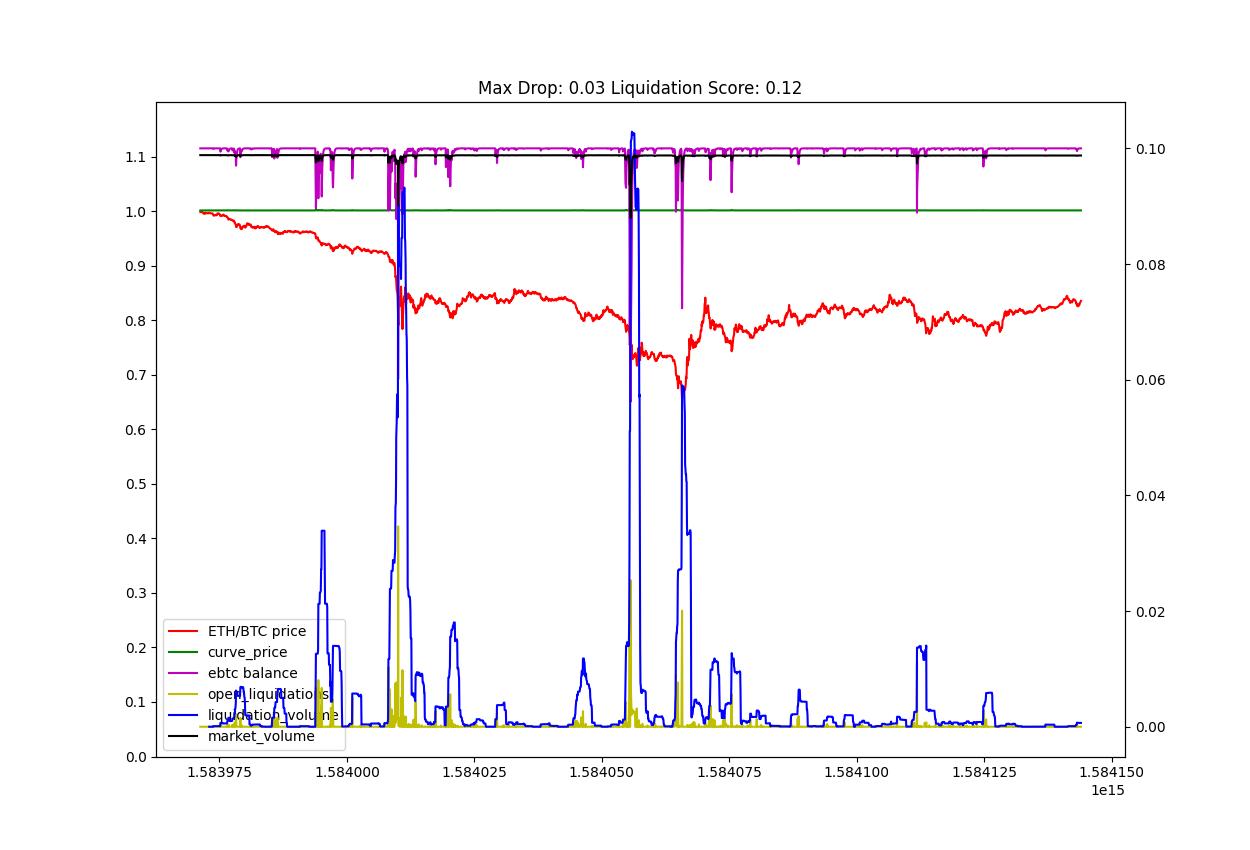 Max Drop: 0.03 Liquidation Score: 0.12
1.1
1.0
0.9
0.8
0.7
0.6
0.5
0.4
0.3
0.2
0.1
0.0
0.10
0.08
0.06
0.04
0.02
0.00
ETH/BTC price
curve_price
ebtc balance
open_liquidations
liquidation_volume
market_volume
1.583975 1.584000 1.584025 1.584050 1.584075 1.584100 1.584125 1.584150
1e15